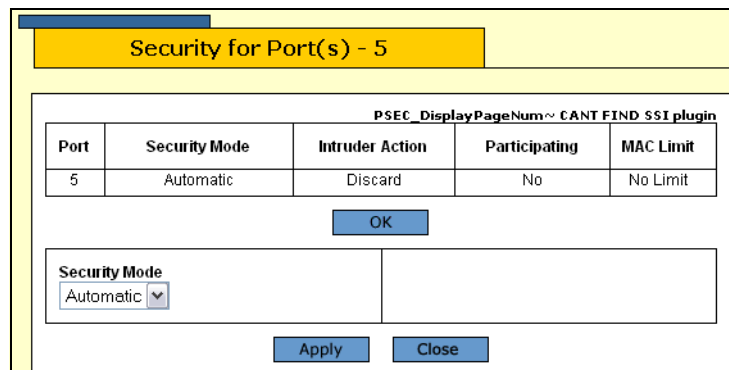 Security for Port(s) - 5
PSEC_DisplayPageNum~ CANT FIND SSI plugin
Port Security Mode Intruder Action Participating MAC Limit
5 Automatic Discard No No Limit
OK
Security Mode
Automatic
Apply Close